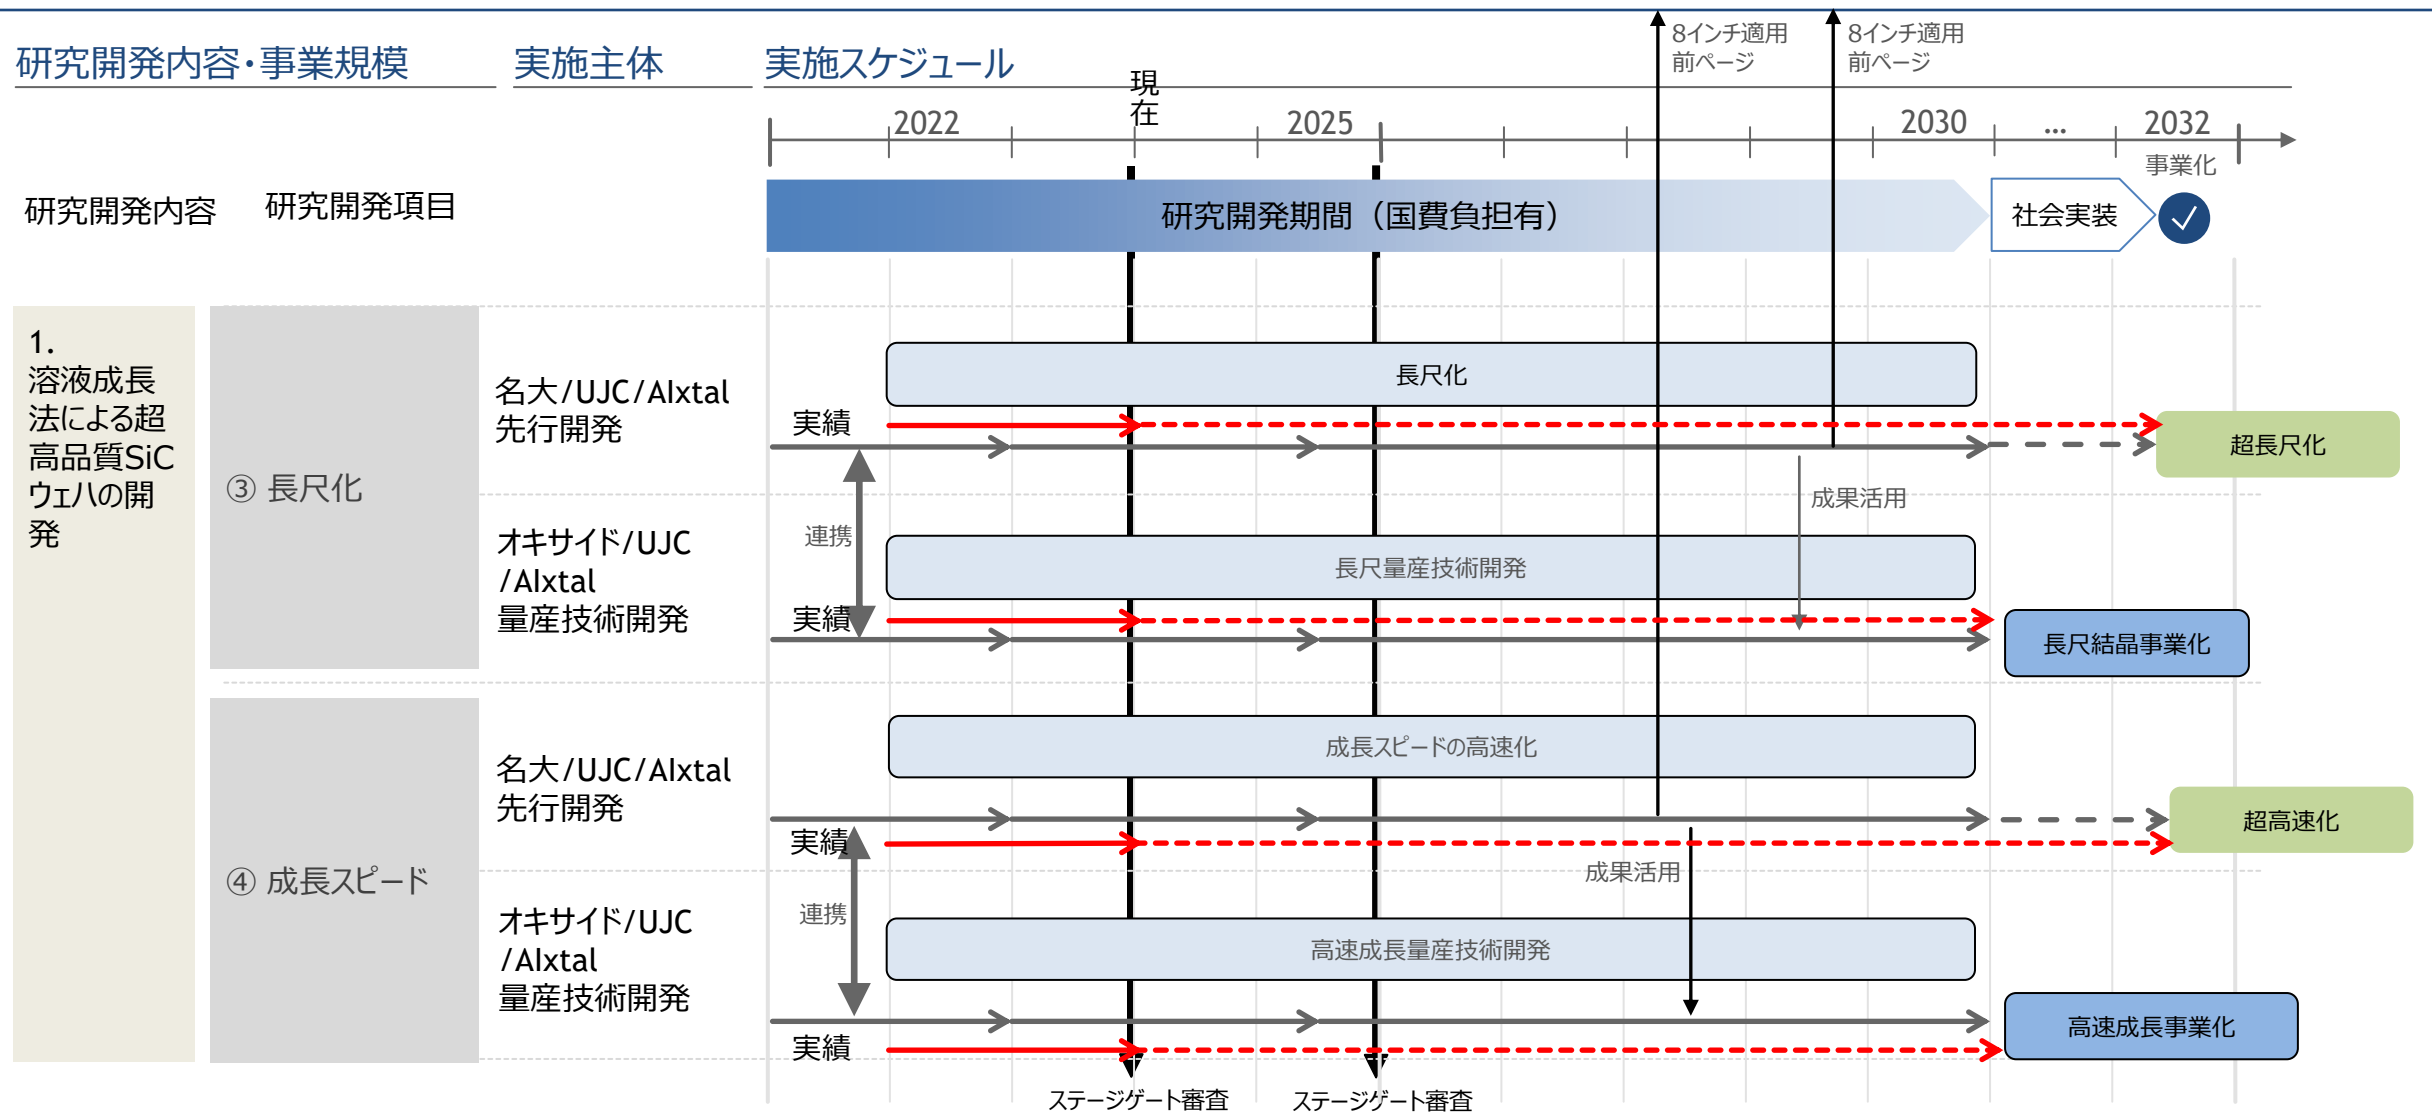 研究開発内容・事業規模
実施主体
実施スケジュール
8インチ適用
前ページ
8インチ適用
前ページ
現
在
2022
2025
2030
...
2032
事業化
研究開発内容
研究開発項目
研究開発期間（国費負担有）
社会実装
1.
溶液成長
法による超
高品質SiC
ウェハの開
発
③ 長尺化
名大/UJC/AIxtal
先行開発
長尺化
実績
超長尺化
成果活用
連携
オキサイド/UJC
/AIxtal
量産技術開発
長尺量産技術開発
実績
長尺結晶事業化
④ 成長スピード
名大/UJC/AIxtal
先行開発
成長スピードの高速化
実績
超高速化
成果活用
連携
オキサイド/UJC
/AIxtal
量産技術開発
高速成長量産技術開発
実績
高速成長事業化
ステージゲート審査
ステージゲート審査